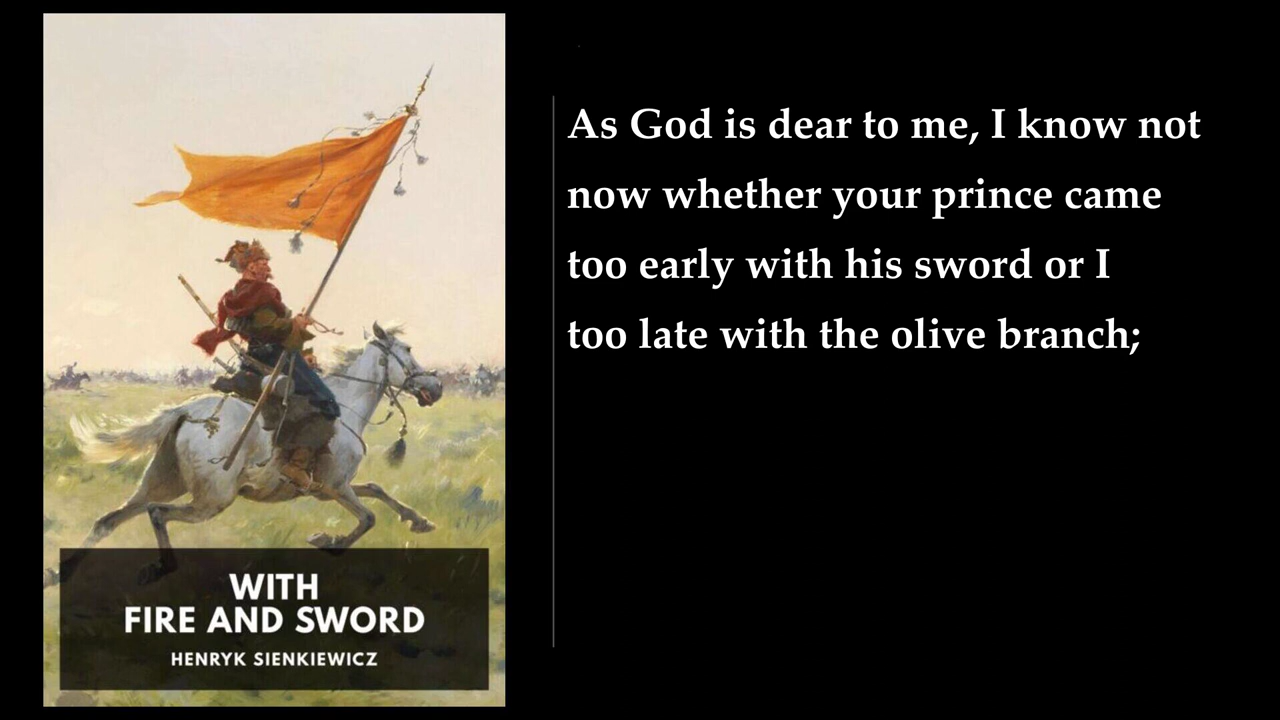 As God is dear to me, I know not
now whether your prince came
too early with his sword or I
too late with the olive branch;
WITH
FIRE AND SWORD
HENRYK SIENKIEWICZ